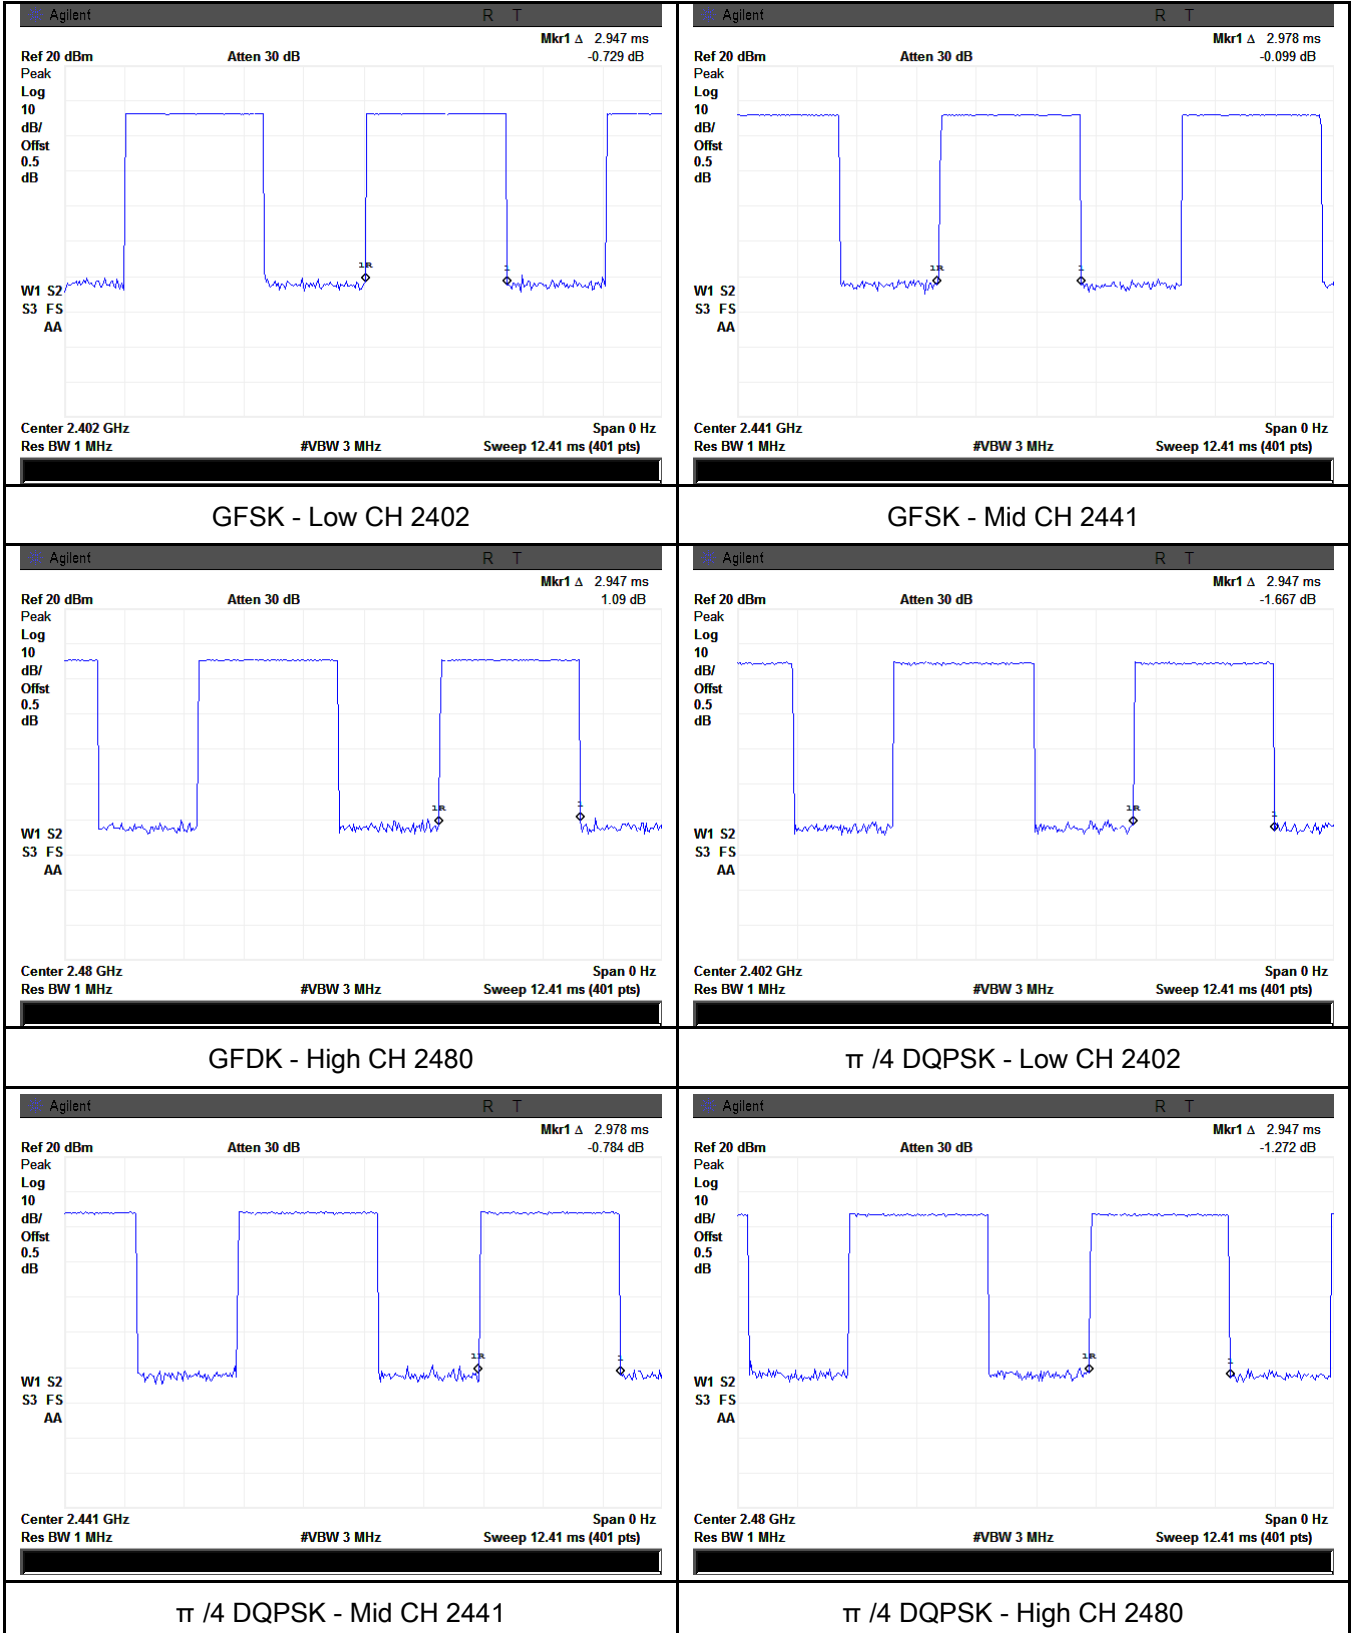 Agilent R T
Mkr1 Δ 2.947 ms
Ref 20 dBm Atten 30 dB -0.729 dB
Peak
Log
10
dB/
Offst
0.5
dB
1R
1
W1 S2
S3 FS
AA
Center 2.402 GHz Span 0 Hz
Res BW 1 MHz #VBW 3 MHz Sweep 12.41 ms (401 pts)
GFSK - Low CH 2402
Agilent R T
Mkr1 Δ 2.978 ms
Ref 20 dBm Atten 30 dB -0.099 dB
Peak
Log
10
dB/
Offst
0.5
dB
1R
1
W1 S2
S3 FS
AA
Center 2.441 GHz Span 0 Hz
Res BW 1 MHz #VBW 3 MHz Sweep 12.41 ms (401 pts)
GFSK - Mid CH 2441
Agilent R T
Mkr1 Δ 2.947 ms
Ref 20 dBm Atten 30 dB 1.09 dB
Peak
Log
10
dB/
Offst
0.5
dB
1R
1
W1 S2
S3 FS
AA
Center 2.48 GHz Span 0 Hz
Res BW 1 MHz #VBW 3 MHz Sweep 12.41 ms (401 pts)
GFDK - High CH 2480
Agilent R T
Mkr1 Δ 2.947 ms
Ref 20 dBm Atten 30 dB -1.667 dB
Peak
Log
10
dB/
Offst
0.5
dB
1R
1
W1 S2
S3 FS
AA
Center 2.402 GHz Span 0 Hz
Res BW 1 MHz #VBW 3 MHz Sweep 12.41 ms (401 pts)
π /4 DQPSK - Low CH 2402
Agilent R T
Mkr1 Δ 2.978 ms
Ref 20 dBm Atten 30 dB -0.784 dB
Peak
Log
10
dB/
Offst
0.5
dB
1R
1
W1 S2
S3 FS
AA
Center 2.441 GHz Span 0 Hz
Res BW 1 MHz #VBW 3 MHz Sweep 12.41 ms (401 pts)
π /4 DQPSK - Mid CH 2441
Agilent R T
Mkr1 Δ 2.947 ms
Ref 20 dBm Atten 30 dB -1.272 dB
Peak
Log
10
dB/
Offst
0.5
dB
1R
1
W1 S2
S3 FS
AA
Center 2.48 GHz Span 0 Hz
Res BW 1 MHz #VBW 3 MHz Sweep 12.41 ms (401 pts)
π /4 DQPSK - High CH 2480